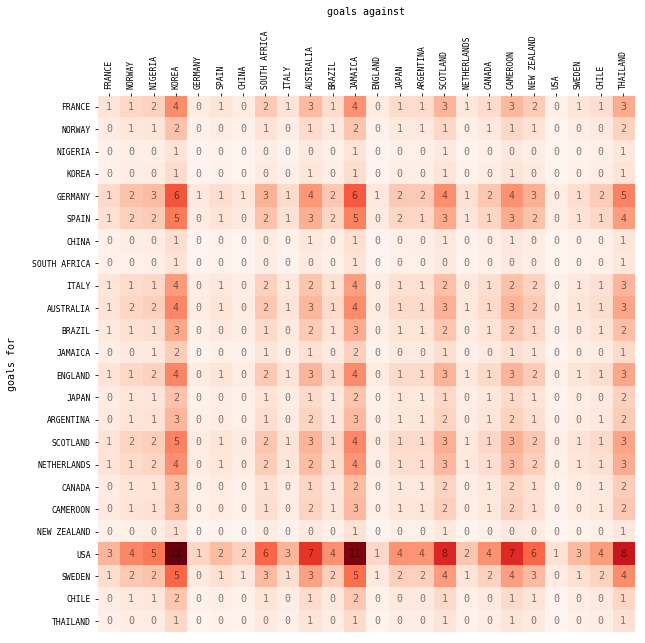 goals against
FRANCE NORWAY NIGERIA KOREA GERMANY SPAIN CHINA SOUTH AFRICA ITALY AUSTRALIA BRAZIL JAMAICA ENGLAND JAPAN ARGENTINA SCOTLAND NETHERLANDS CANADA CAMEROON NEW ZEALAND USA SWEDEN CHILE THAILAND
goals for
FRANCE 1 1 2 4 0 1 0 2 1 3 1 4 0 1 1 3 1 1 3 2 0 1 1 3
NORWAY 0 1 1 2 0 0 0 1 0 1 1 2 0 1 1 1 0 1 1 1 0 0 0 2
NIGERIA 0 0 0 1 0 0 0 0 0 0 0 1 0 0 0 1 0 0 0 0 0 0 0 1
KOREA 0 0 0 1 0 0 0 0 0 1 0 1 0 0 0 1 0 0 1 0 0 0 0 1
GERMANY 1 2 3 6 1 1 1 3 1 4 2 6 1 2 2 4 1 2 4 3 0 1 2 5
SPAIN 1 2 2 5 0 1 0 2 1 3 2 5 0 2 1 3 1 1 3 2 0 1 1 4
CHINA 0 0 0 1 0 0 0 0 0 1 0 1 0 0 0 1 0 0 1 0 0 0 0 1
SOUTH AFRICA 0 0 0 1 0 0 0 0 0 0 0 1 0 0 0 0 0 0 0 0 0 0 0 1
ITALY 1 1 1 4 0 1 0 2 1 2 1 4 0 1 1 2 0 1 2 2 0 1 1 3
AUSTRALIA 1 2 2 4 0 1 0 2 1 3 1 4 0 1 1 3 1 1 3 2 0 1 1 3
BRAZIL 1 1 1 3 0 0 0 1 0 2 1 3 0 1 1 2 0 1 2 1 0 0 1 2
JAMAICA 0 0 1 2 0 0 0 1 0 1 0 2 0 0 0 1 0 0 1 1 0 0 0 1
ENGLAND 1 1 2 4 0 1 0 2 1 3 1 4 0 1 1 3 1 1 3 2 0 1 1 3
JAPAN 0 1 1 2 0 0 0 1 0 1 1 2 0 1 1 1 0 1 1 1 0 0 0 2
ARGENTINA 0 1 1 3 0 0 0 1 0 2 1 3 0 1 1 2 0 1 2 1 0 0 1 2
SCOTLAND 1 2 2 5 0 1 0 2 1 3 1 4 0 1 1 3 1 1 3 2 0 1 1 3
NETHERLANDS 1 1 2 4 0 1 0 2 1 2 1 4 0 1 1 3 1 1 3 2 0 1 1 3
CANADA 0 1 1 3 0 0 0 1 0 1 1 2 0 1 1 2 0 1 2 1 0 0 1 2
CAMEROON 0 1 1 3 0 0 0 1 0 2 1 3 0 1 1 2 0 1 2 1 0 0 1 2
NEW ZEALAND 0 0 0 1 0 0 0 0 0 0 0 1 0 0 0 1 0 0 0 0 0 0 0 1
USA 3 4 5 11 1 2 2 6 3 7 4 11 1 4 4 8 2 4 7 6 1 3 4 8
SWEDEN 1 2 2 5 0 1 1 3 1 3 2 5 1 2 2 4 1 2 4 3 0 1 2 4
CHILE 0 1 1 2 0 0 0 1 0 1 0 2 0 0 0 1 0 0 1 1 0 0 0 1
THAILAND 0 0 0 1 0 0 0 0 0 1 0 1 0 0 0 1 0 0 1 0 0 0 0 1